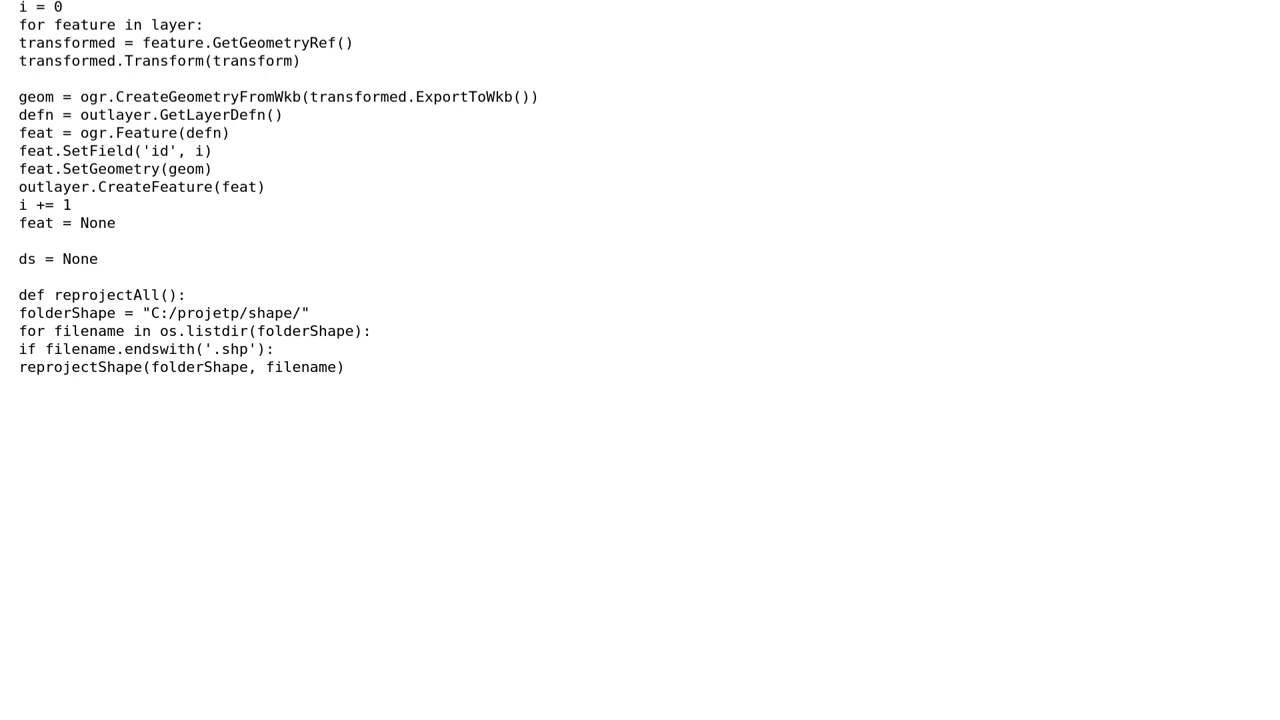 i = 0
for feature in layer:
transformed = feature.GetGeometryRef()
transformed.Transform(transform)

geom = ogr.CreateGeometryFromWkb(transformed.ExportToWkb())
defn = outlayer.GetLayerDefn()
feat = ogr.Feature(defn)
feat.SetField('id', i)
feat.SetGeometry(geom)
outlayer.CreateFeature(feat)
i += 1
feat = None

ds = None

def reprojectAll():
folderShape = "C:/projetp/shape/"
for filename in os.listdir(folderShape):
if filename.endswith('.shp'):
reprojectShape(folderShape, filename)